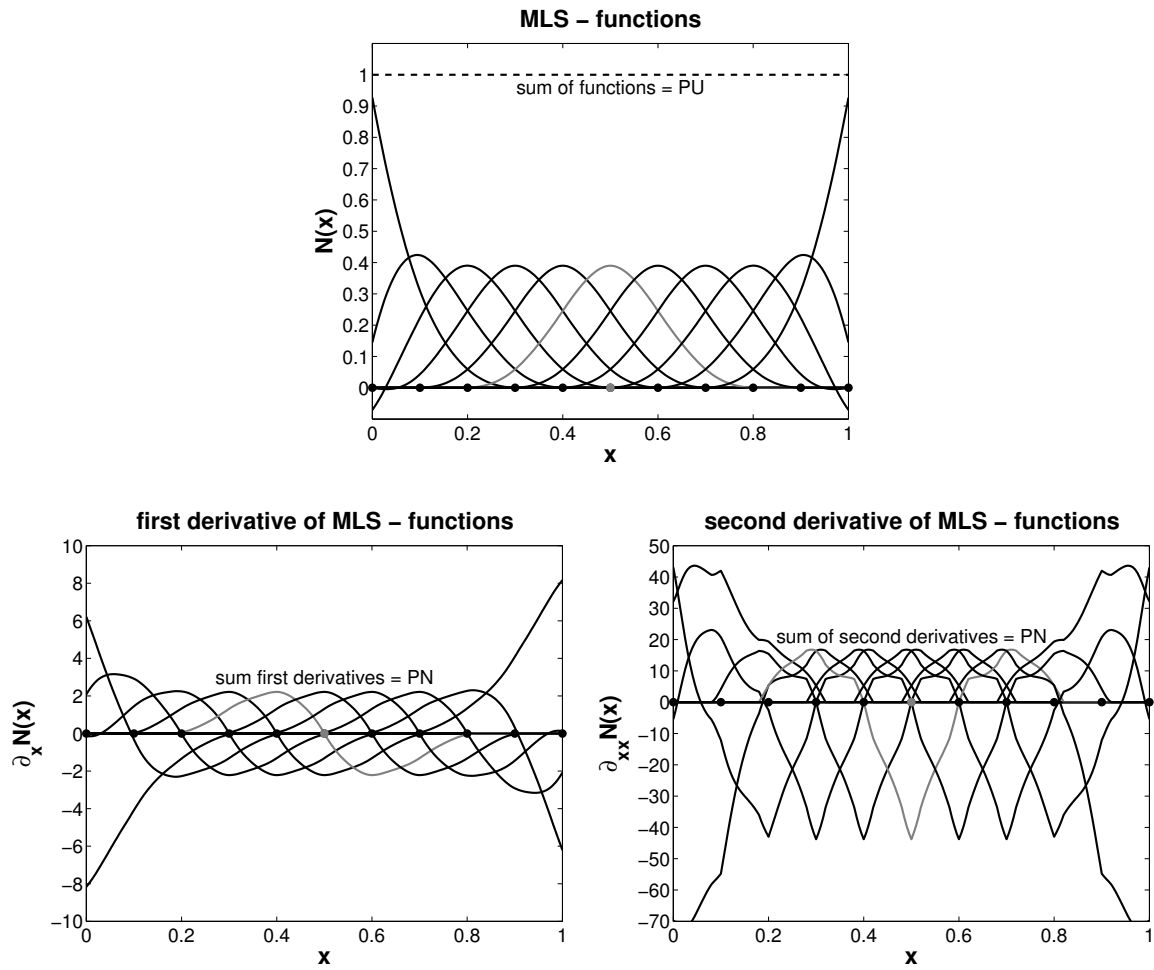 MLS − functions
1
0.9
0.8
0.7
0.6
0.5
0.4
0.3
0.2
0.1
0
sum of functions = PU
N(x)
0 0.2 0.4 0.6 0.8 1
x
first derivative of MLS − functions
10
8
6
4
2
0
−2
−4
−6
−8
−10
sum first derivatives = PN
∂x N(x)
0 0.2 0.4 0.6 0.8 1
x
second derivative of MLS − functions
50
40
30
20
10
0
−10
−20
−30
−40
−50
−60
−70
sum of second derivatives = PN
∂xx N(x)
0 0.2 0.4 0.6 0.8 1
x